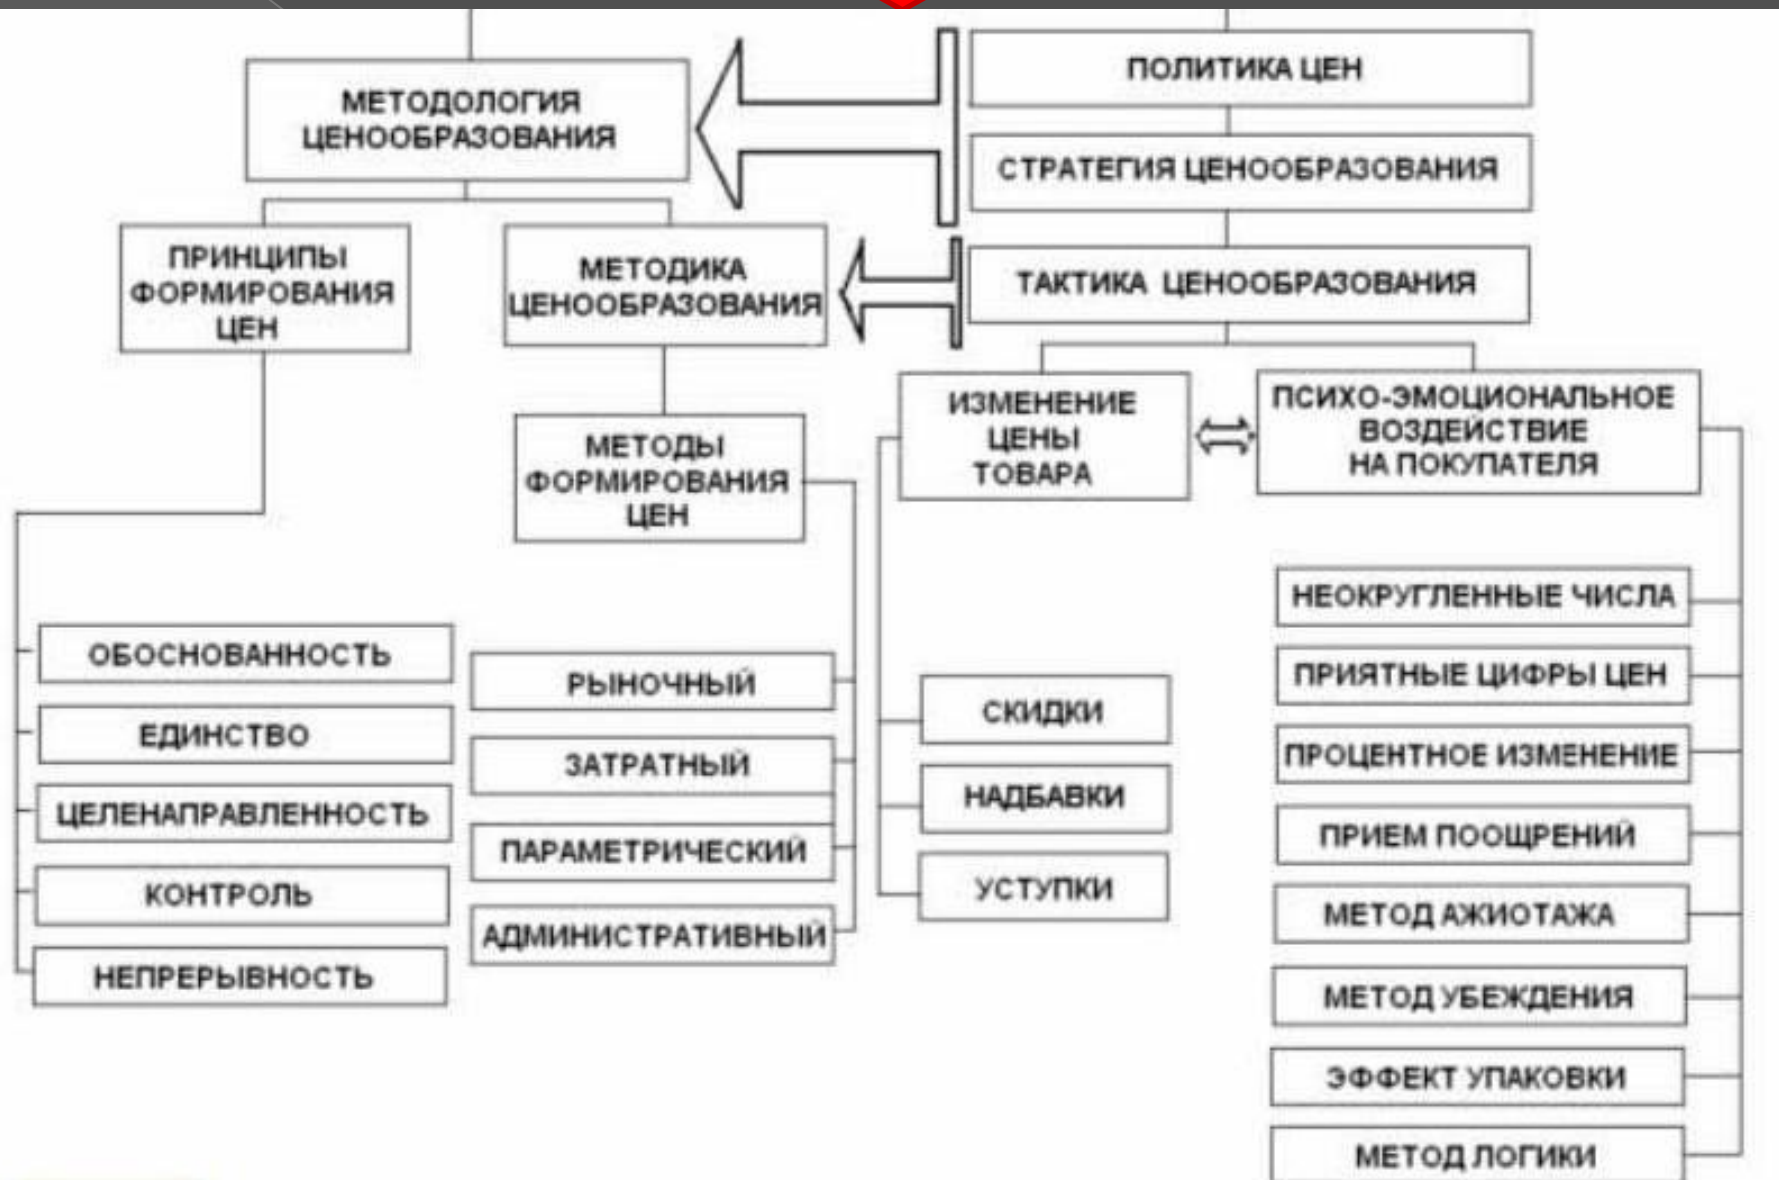 МЕТОДОЛОГИЯ
ЦЕНООБРАЗОВАНИЯ
ПОЛИТИКА ЦЕН
СТРАТЕГИЯ ЦЕНООБРАЗОВАНИЯ
ПРИНЦИПЫ
ФОРМИРОВАНИЯ
ЦЕН
МЕТОДИКА
ЦЕНООБРАЗОВАНИЯ
ТАКТИКА ЦЕНООБРАЗОВАНИЯ
МЕТОДЫ
ФОРМИРОВАНИЯ
ЦЕН
ИЗМЕНЕНИЕ
ЦЕНЫ
ТОВАРА
ПСИХО-ЭМОЦИОНАЛЬНОЕ
ВОЗДЕЙСТВИЕ
НА ПОКУПАТЕЛЯ
ОБОСНОВАННОСТЬ
ЕДИНСТВО
ЦЕЛЕНАПРАВЛЕННОСТЬ
КОНТРОЛЬ
НЕПРЕРЫВНОСТЬ
РЫНОЧНЫЙ
ЗАТРАТНЫЙ
ПАРАМЕТРИЧЕСКИЙ
АДМИНИСТРАТИВНЫЙ
СКИДКИ
НАДБАВКИ
УСТУПКИ
НЕОКРУГЛЕННЫЕ ЧИСЛА
ПРИЯТНЫЕ ЦИФРЫ ЦЕН
ПРОЦЕНТНОЕ ИЗМЕНЕНИЕ
ПРИЕМ ПООЩРЕНИЙ
МЕТОД АЖИОТАЖА
МЕТОД УБЕЖДЕНИЯ
ЭФФЕКТ УПАКОВКИ
МЕТОД ЛОГИКИ